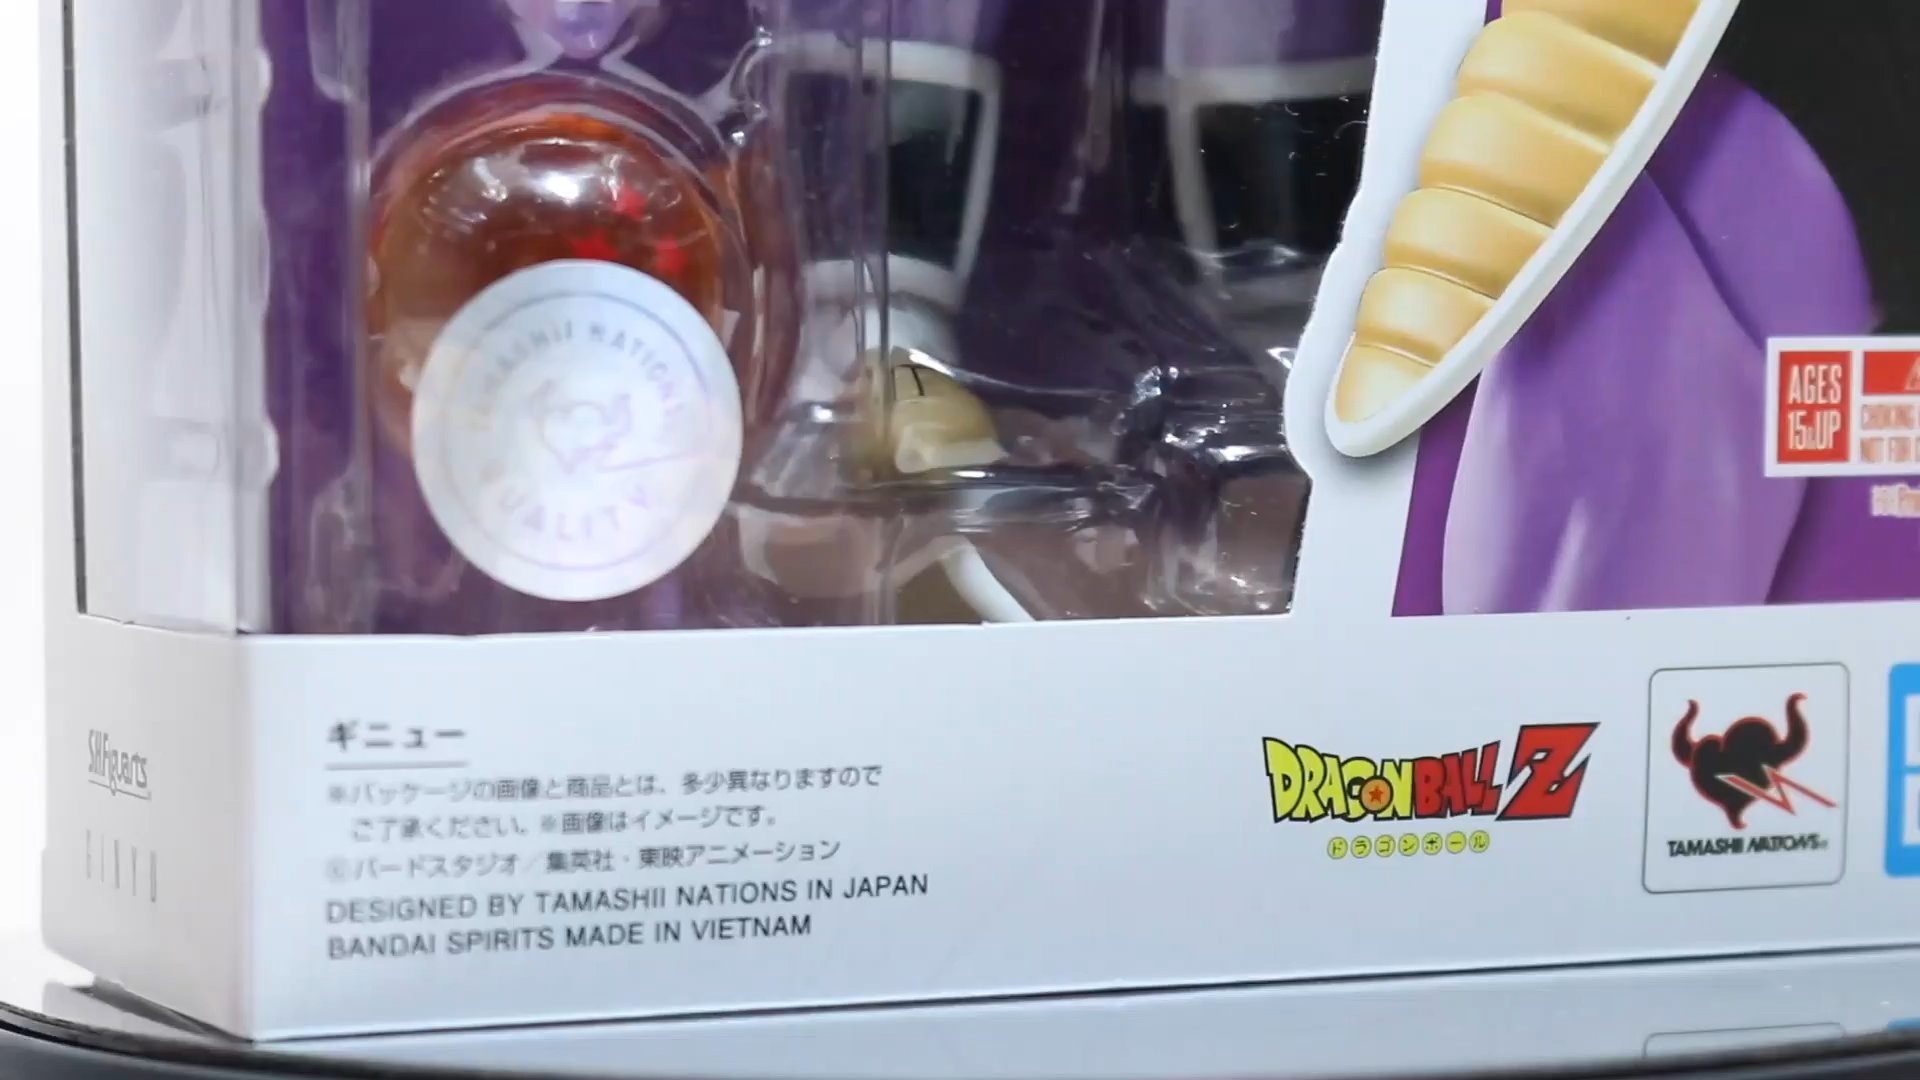 TAMASHII NATIONS
QUALITY
AGES
15&UP
CHOKING
NOT FOR
S.H.Figuarts
GINYU
ギニュー
※パッケージの画像と商品とは、多少異なりますので
ご了承ください。※画像はイメージです。
©バードスタジオ／集英社・東映アニメーション
DESIGNED BY TAMASHII NATIONS IN JAPAN
BANDAI SPIRITS MADE IN VIETNAM
DRAGON BALL Z
ドラゴンボール
TAMASHII NATIONS